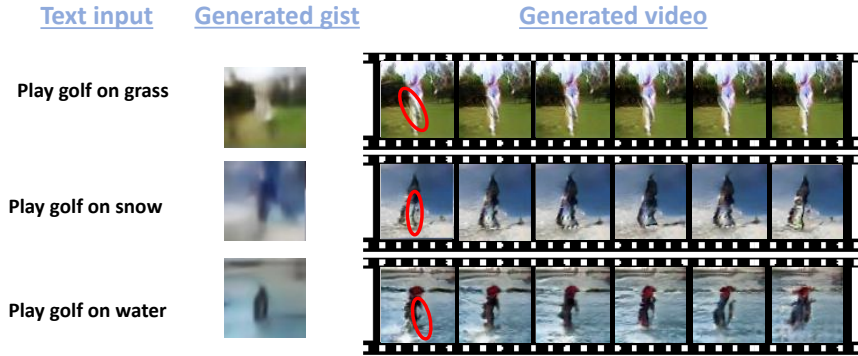 Text input Generated gist Generated video
Play golf on grass
Play golf on snow
Play golf on water